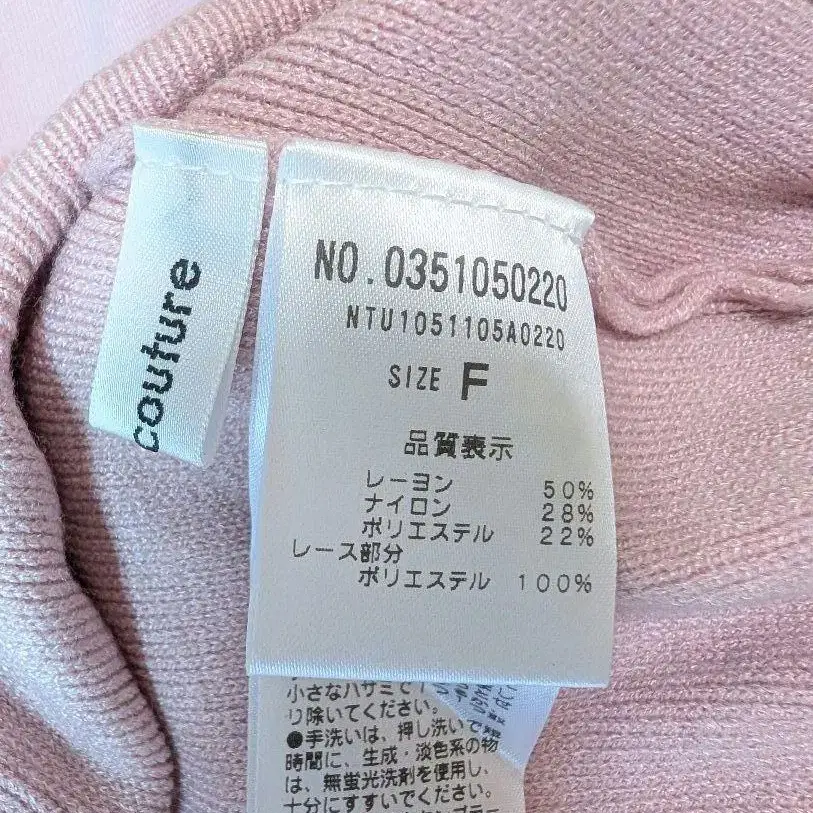 couture
NO.0351050220
NTU1051105A0220
SIZE F
品質表示
レーヨン 50%
ナイロン 28%
ポリエステル 22%
レース部分
ポリエステル 100%
小さなハサミで
り除いてください。
●手洗いは、押し洗いで
時間に、生成・淡色系の物
は、無蛍光洗剤を使用し、
十分にすすいでください。